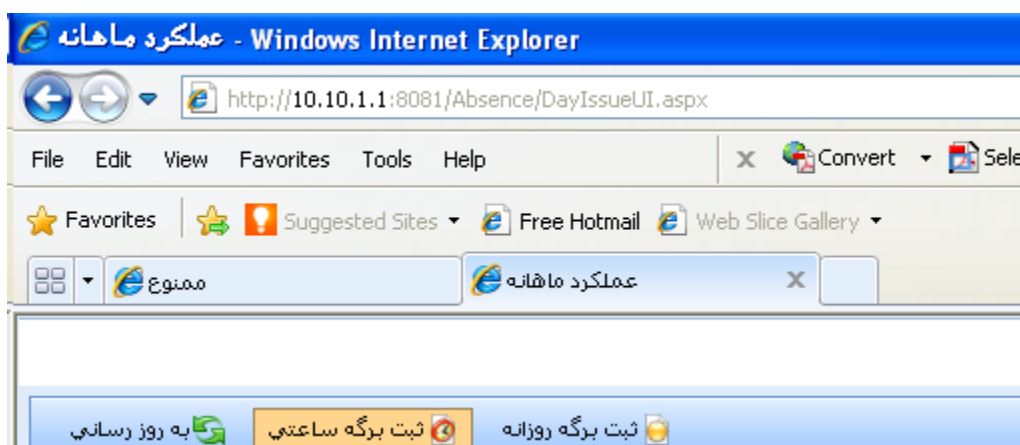 عملکرد ماهانه - Windows Internet Explorer
http://10.10.1.1:8081/Absence/DayIssueUI.aspx
File Edit View Favorites Tools Help x Convert Sele
Favorites Suggested Sites Free Hotmail Web Slice Gallery
ممنوع عملکرد ماهانه x
ثبت برگه روزانه ثبت برگه ساعتي به روز رساني